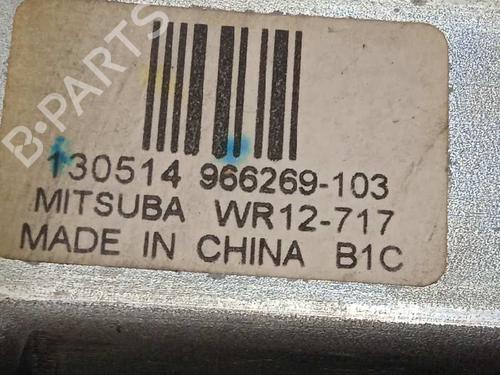 B-PARTS
130514 966269-103
MITSUBA WR12-717
MADE IN CHINA B1C